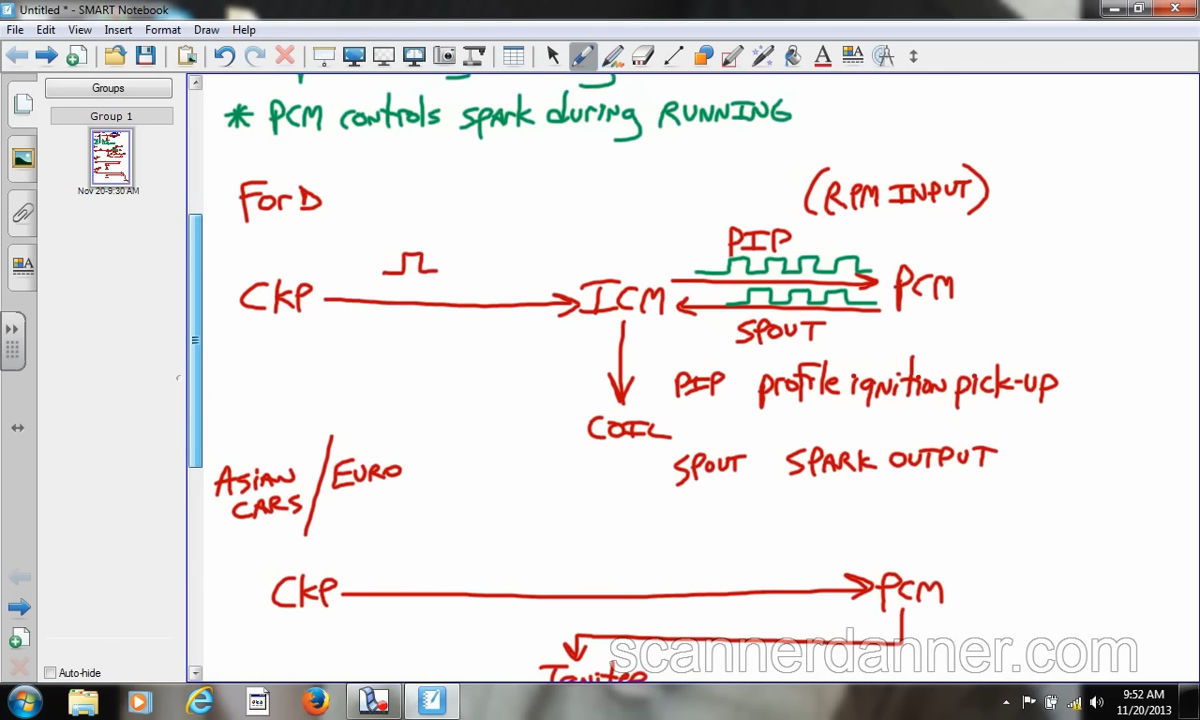 Untitled * - SMART Notebook
File Edit View Insert Format Draw Help
Groups
Group 1
Nov 20-9:30 AM
Auto-hide
* PCM controls spark during RUNNING
ForD
(RPM INPUT)
PIP
CKP ICM PCM
SPOUT
PIP profile ignition pick-up
COIL
SPOUT SPARK OUTPUT
ASIAN / EURO
CARS
CKP PCM
Igniter
scannerdanner.com
9:52 AM
11/20/2013